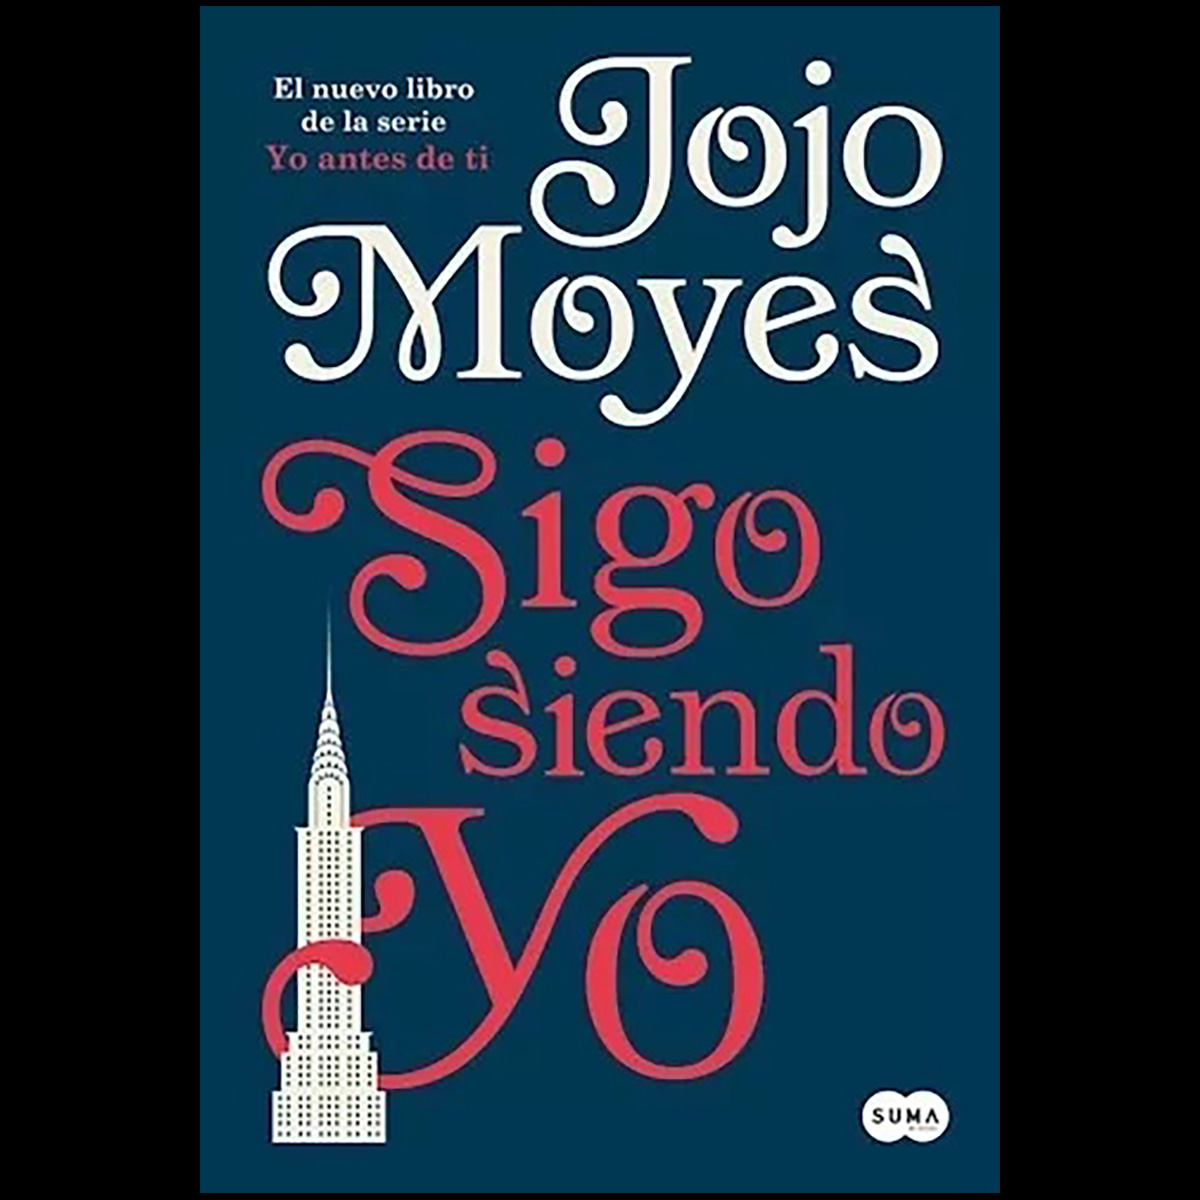 El nuevo libro
de la serie
Yo antes de ti
Jojo
Moyes
Sigo
siendo
Yo
SUMA